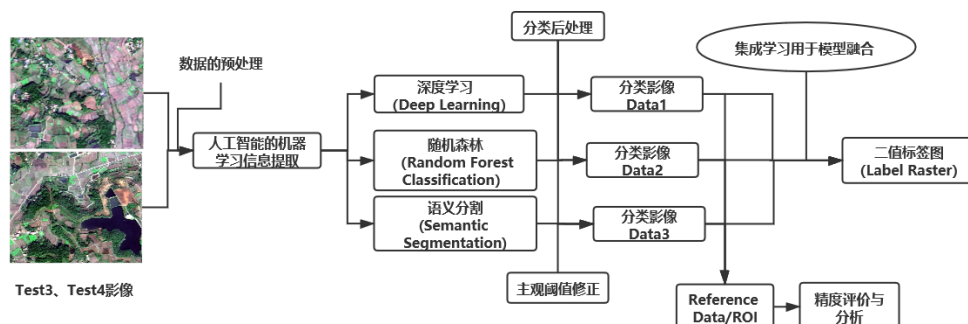 分类后处理
集成学习用于模型融合
数据的预处理
深度学习
(Deep Learning)
分类影像
Data1
人工智能的机器
学习信息提取
随机森林
(Random Forest
Classification)
分类影像
Data2
二值标签图
(Label Raster)
语义分割
(Semantic
Segmentation)
分类影像
Data3
Test3、Test4影像
主观阈值修正
Reference
Data/ROI
精度评价与
分析